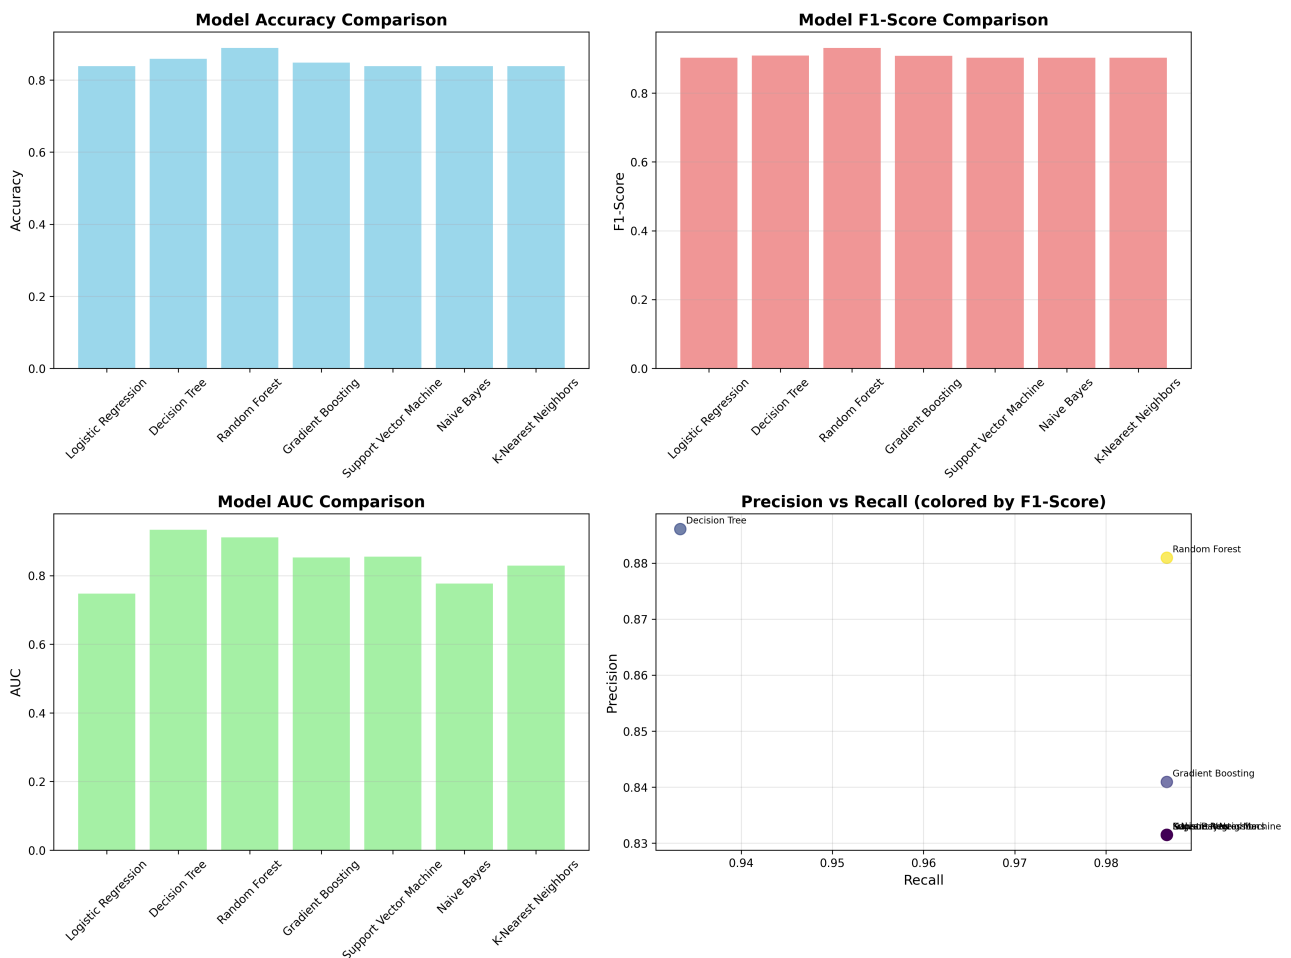 Model Accuracy Comparison
Accuracy
0.8
0.6
0.4
0.2
0.0
Logistic Regression
Decision Tree
Random Forest
Gradient Boosting
Support Vector Machine
Naive Bayes
K-Nearest Neighbors
Model F1-Score Comparison
F1-Score
0.8
0.6
0.4
0.2
0.0
Logistic Regression
Decision Tree
Random Forest
Gradient Boosting
Support Vector Machine
Naive Bayes
K-Nearest Neighbors
Model AUC Comparison
AUC
0.8
0.6
0.4
0.2
0.0
Logistic Regression
Decision Tree
Random Forest
Gradient Boosting
Support Vector Machine
Naive Bayes
K-Nearest Neighbors
Precision vs Recall (colored by F1-Score)
Precision
0.88
0.87
0.86
0.85
0.84
0.83
Decision Tree
Random Forest
Gradient Boosting
0.94
0.95
0.96
0.97
0.98
Recall